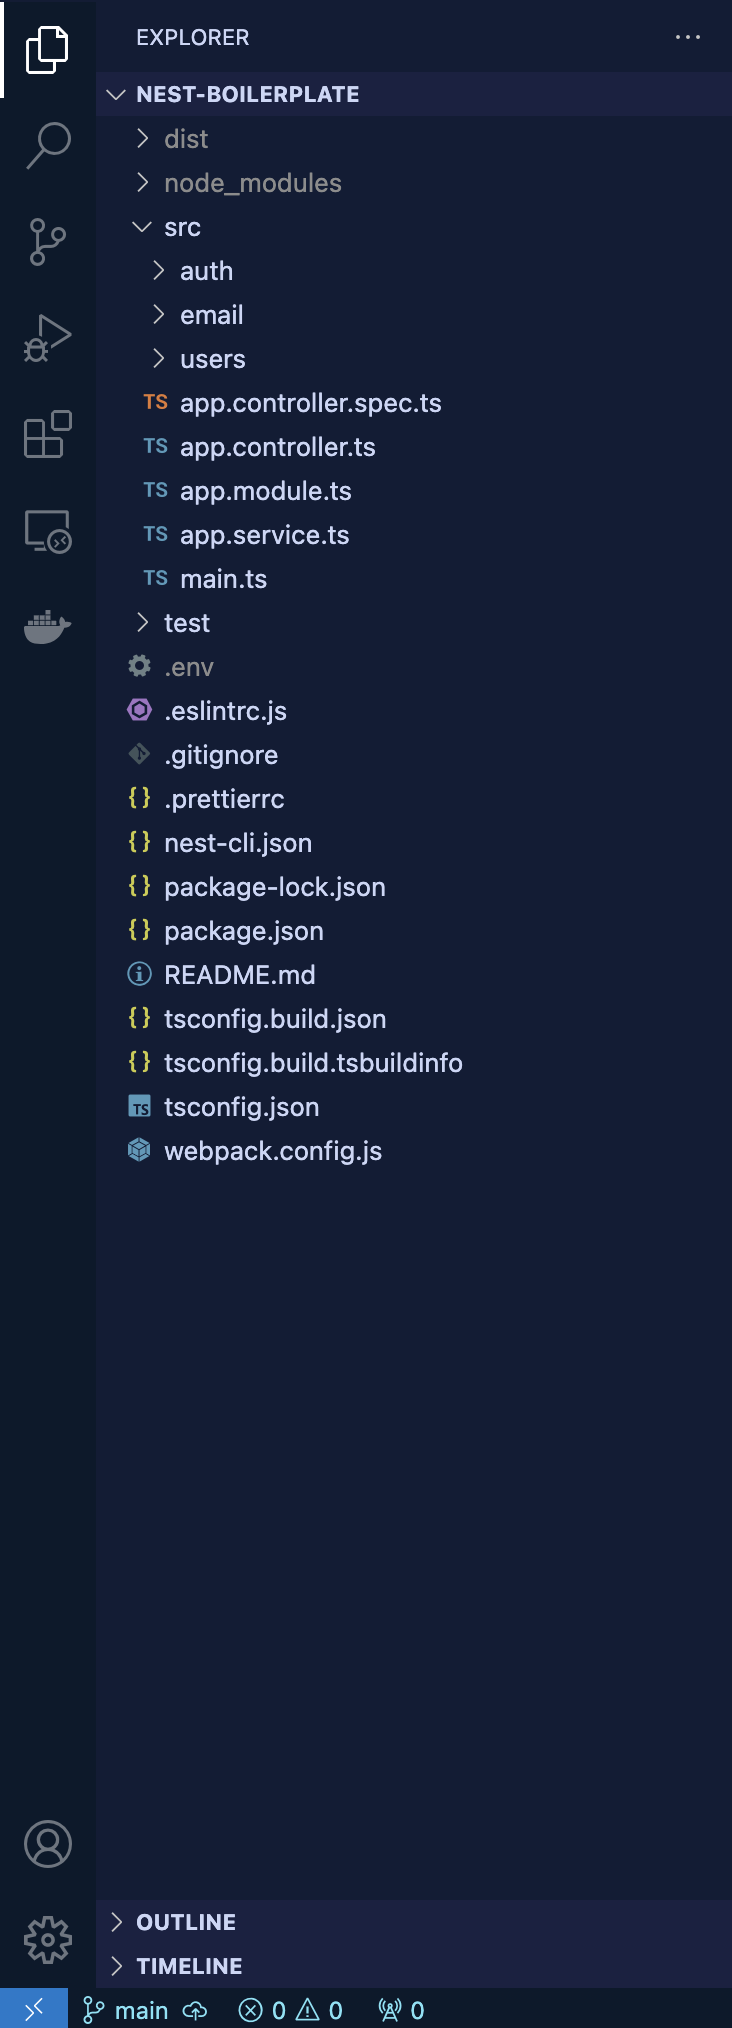 EXPLORER
NEST-BOILERPLATE
dist
node_modules
src
auth
email
users
TS app.controller.spec.ts
TS app.controller.ts
TS app.module.ts
TS app.service.ts
TS main.ts
test
.env
.eslintrc.js
.gitignore
{} .prettierrc
{} nest-cli.json
{} package-lock.json
{} package.json
README.md
{} tsconfig.build.json
{} tsconfig.build.tsbuildinfo
TS tsconfig.json
webpack.config.js
OUTLINE
TIMELINE
main 0 0 0